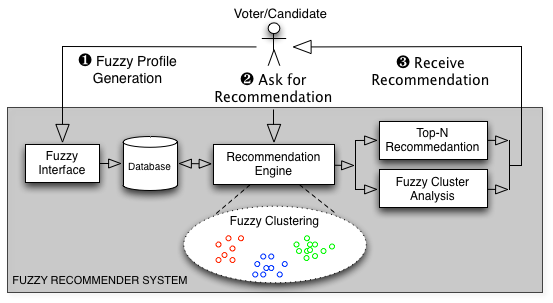 Voter/Candidate
❶ Fuzzy Profile
Generation
❷ Ask for
Recommendation
❸ Receive
Recommendation
Fuzzy
Interface
Database
Recommendation
Engine
Top-N
Recommedantion
Fuzzy Cluster
Analysis
Fuzzy Clustering
FUZZY RECOMMENDER SYSTEM